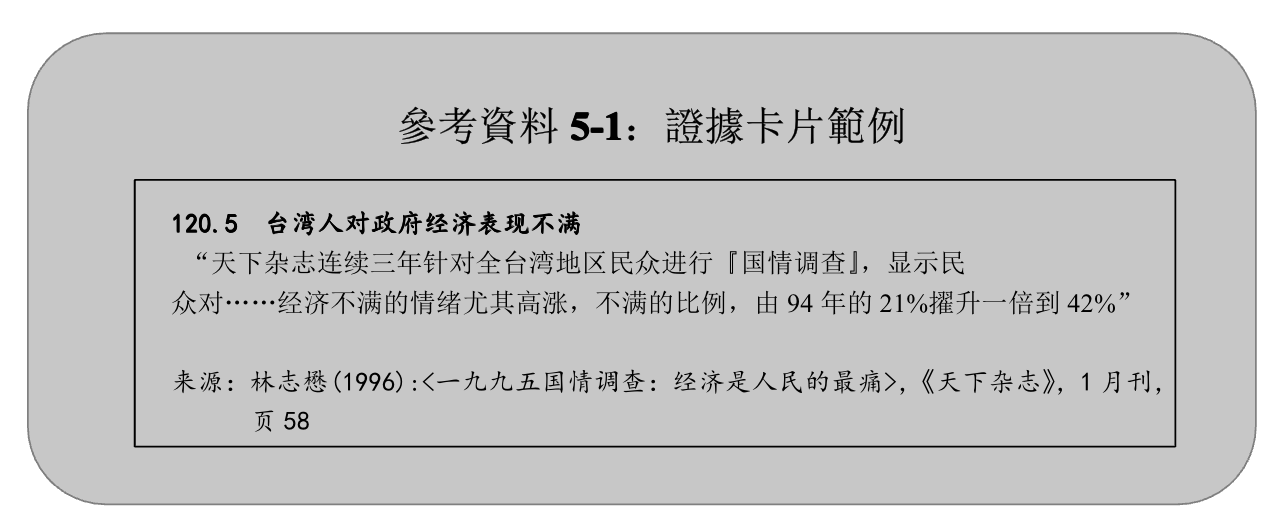 參考資料 5-1：證據卡片範例
120.5 台湾人对政府经济表现不满
“天下杂志连续三年针对全台湾地区民众进行『国情调查』，显示民
众对……经济不满的情绪尤其高涨，不满的比例，由 94 年的 21%擢升一倍到 42%”
来源：林志懋(1996):<一九九五国情调查：经济是人民的最痛>,《天下杂志》，1 月刊，
页 58